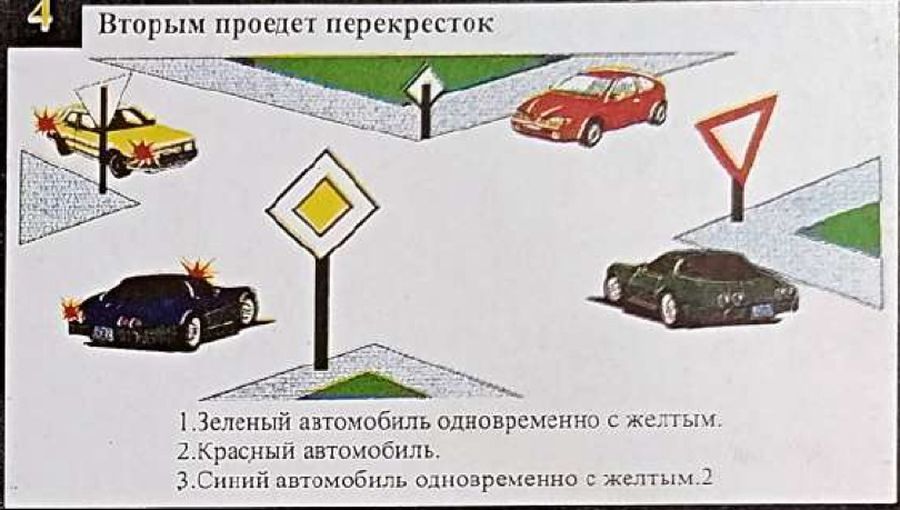 4
Вторым проедет перекресток
1.Зеленый автомобиль одновременно с желтым.
2.Красный автомобиль.
3.Синий автомобиль одновременно с желтым.2